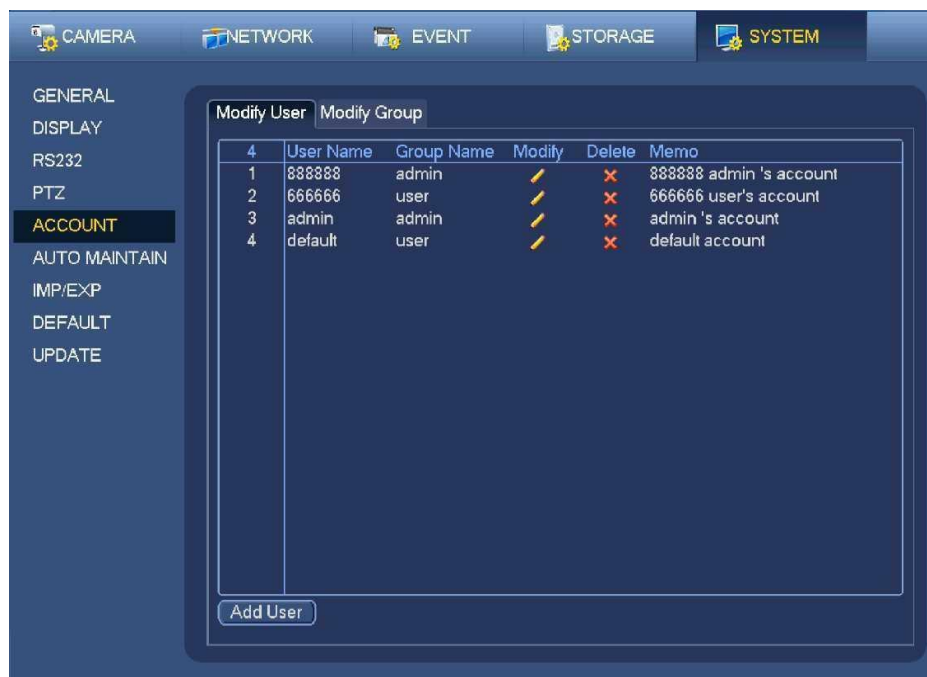 CAMERA NETWORK EVENT STORAGE SYSTEM
GENERAL
DISPLAY
RS232
PTZ
ACCOUNT
AUTO MAINTAIN
IMP/EXP
DEFAULT
UPDATE
Modify User Modify Group
4 User Name Group Name Modify Delete Memo
1 888888 admin 888888 admin 's account
2 666666 user 666666 user's account
3 admin admin admin 's account
4 default user default account
Add User